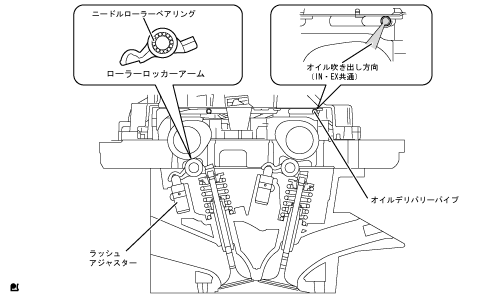 ニードルローラーベアリング
ローラーロッカーアーム
オイル吹き出し方向
(IN・EX共通)
オイルデリバリーパイプ
ラッシュ
アジャスター